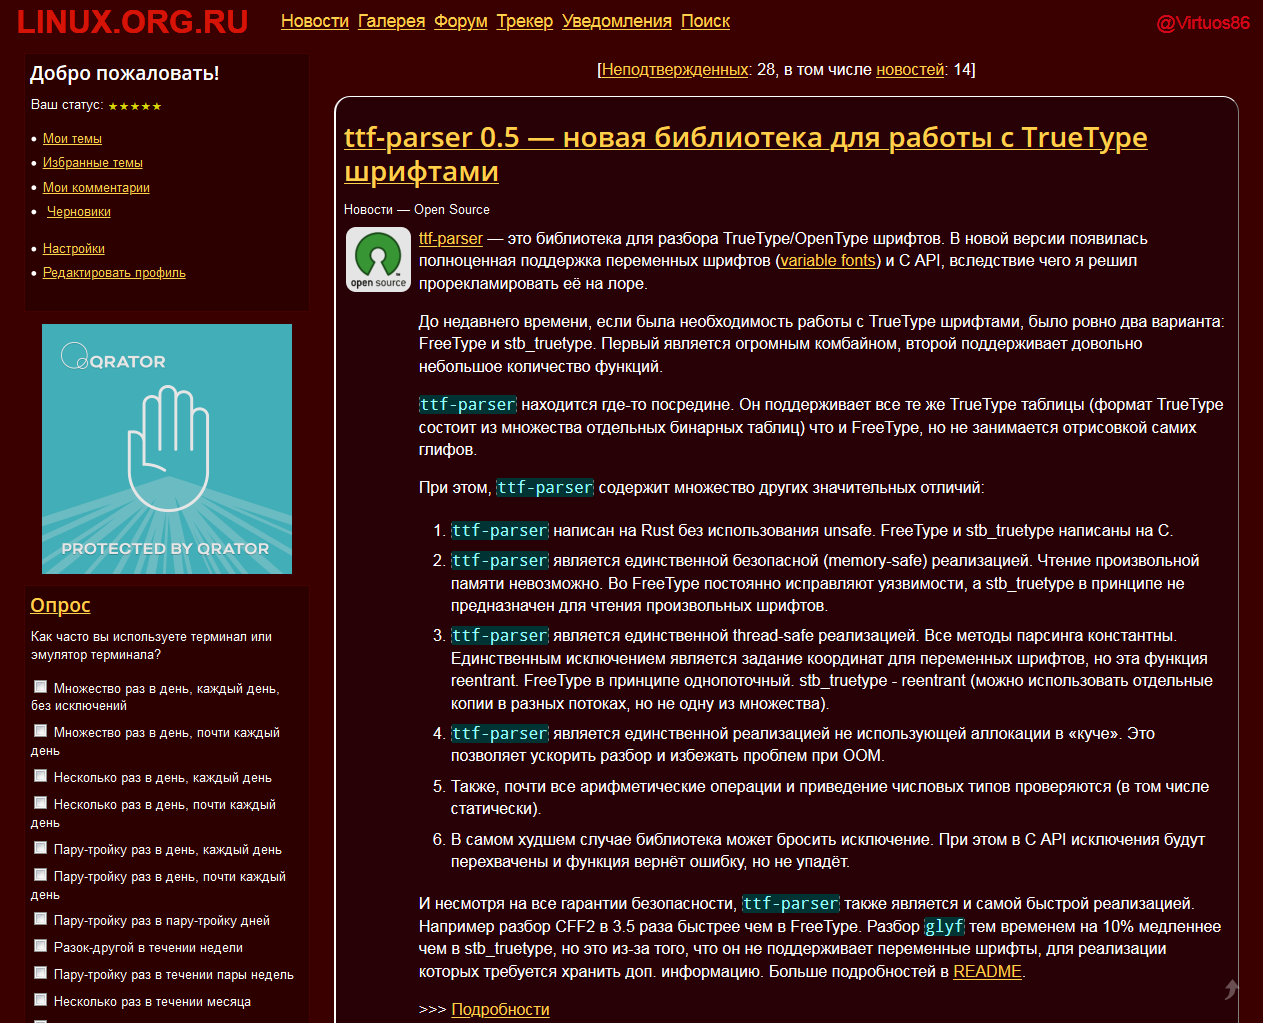 LINUX.ORG.RU
Новости Галерея Форум Трекер Уведомления Поиск
@Virtuos86
Добро пожаловать!
Ваш статус: ★★★★★
• Мои темы
• Избранные темы
• Мои комментарии
• Черновики
• Настройки
• Редактировать профиль
QRATOR
PROTECTED BY QRATOR
Опрос
Как часто вы используете терминал или
эмулятор терминала?
Множество раз в день, каждый день,
без исключений
Множество раз в день, почти каждый
день
Несколько раз в день, каждый день
Несколько раз в день, почти каждый
день
Пару-тройку раз в день, каждый день
Пару-тройку раз в день, почти каждый
день
Пару-тройку раз в пару-тройку дней
Разок-другой в течении недели
Пару-тройку раз в течении пары недель
Несколько раз в течении месяца
[Неподтвержденных: 28, в том числе новостей: 14]
ttf-parser 0.5 — новая библиотека для работы с TrueType
шрифтами
Новости — Open Source
open source
ttf-parser — это библиотека для разбора TrueType/OpenType шрифтов. В новой версии появилась
полноценная поддержка переменных шрифтов (variable fonts) и C API, вследствие чего я решил
прорекламировать её на лоре.
До недавнего времени, если была необходимость работы с TrueType шрифтами, было ровно два варианта:
FreeType и stb_truetype. Первый является огромным комбайном, второй поддерживает довольно
небольшое количество функций.
ttf-parser находится где-то посредине. Он поддерживает все те же TrueType таблицы (формат TrueType
состоит из множества отдельных бинарных таблиц) что и FreeType, но не занимается отрисовкой самих
глифов.
При этом, ttf-parser содержит множество других значительных отличий:
1. ttf-parser написан на Rust без использования unsafe. FreeType и stb_truetype написаны на C.
2. ttf-parser является единственной безопасной (memory-safe) реализацией. Чтение произвольной
памяти невозможно. Во FreeType постоянно исправляют уязвимости, а stb_truetype в принципе не
предназначен для чтения произвольных шрифтов.
3. ttf-parser является единственной thread-safe реализацией. Все методы парсинга константны.
Единственным исключением является задание координат для переменных шрифтов, но эта функция
reentrant. FreeType в принципе однопоточный. stb_truetype - reentrant (можно использовать отдельные
копии в разных потоках, но не одну из множества).
4. ttf-parser является единственной реализацией не использующей аллокации в «куче». Это
позволяет ускорить разбор и избежать проблем при OOM.
5. Также, почти все арифметические операции и приведение числовых типов проверяются (в том числе
статически).
6. В самом худшем случае библиотека может бросить исключение. При этом в C API исключения будут
перехвачены и функция вернёт ошибку, но не упадёт.
И несмотря на все гарантии безопасности, ttf-parser также является и самой быстрой реализацией.
Например разбор CFF2 в 3.5 раза быстрее чем в FreeType. Разбор glyf тем временем на 10% медленнее
чем в stb_truetype, но это из-за того, что он не поддерживает переменные шрифты, для реализации
которых требуется хранить доп. информацию. Больше подробностей в README.
>>> Подробности